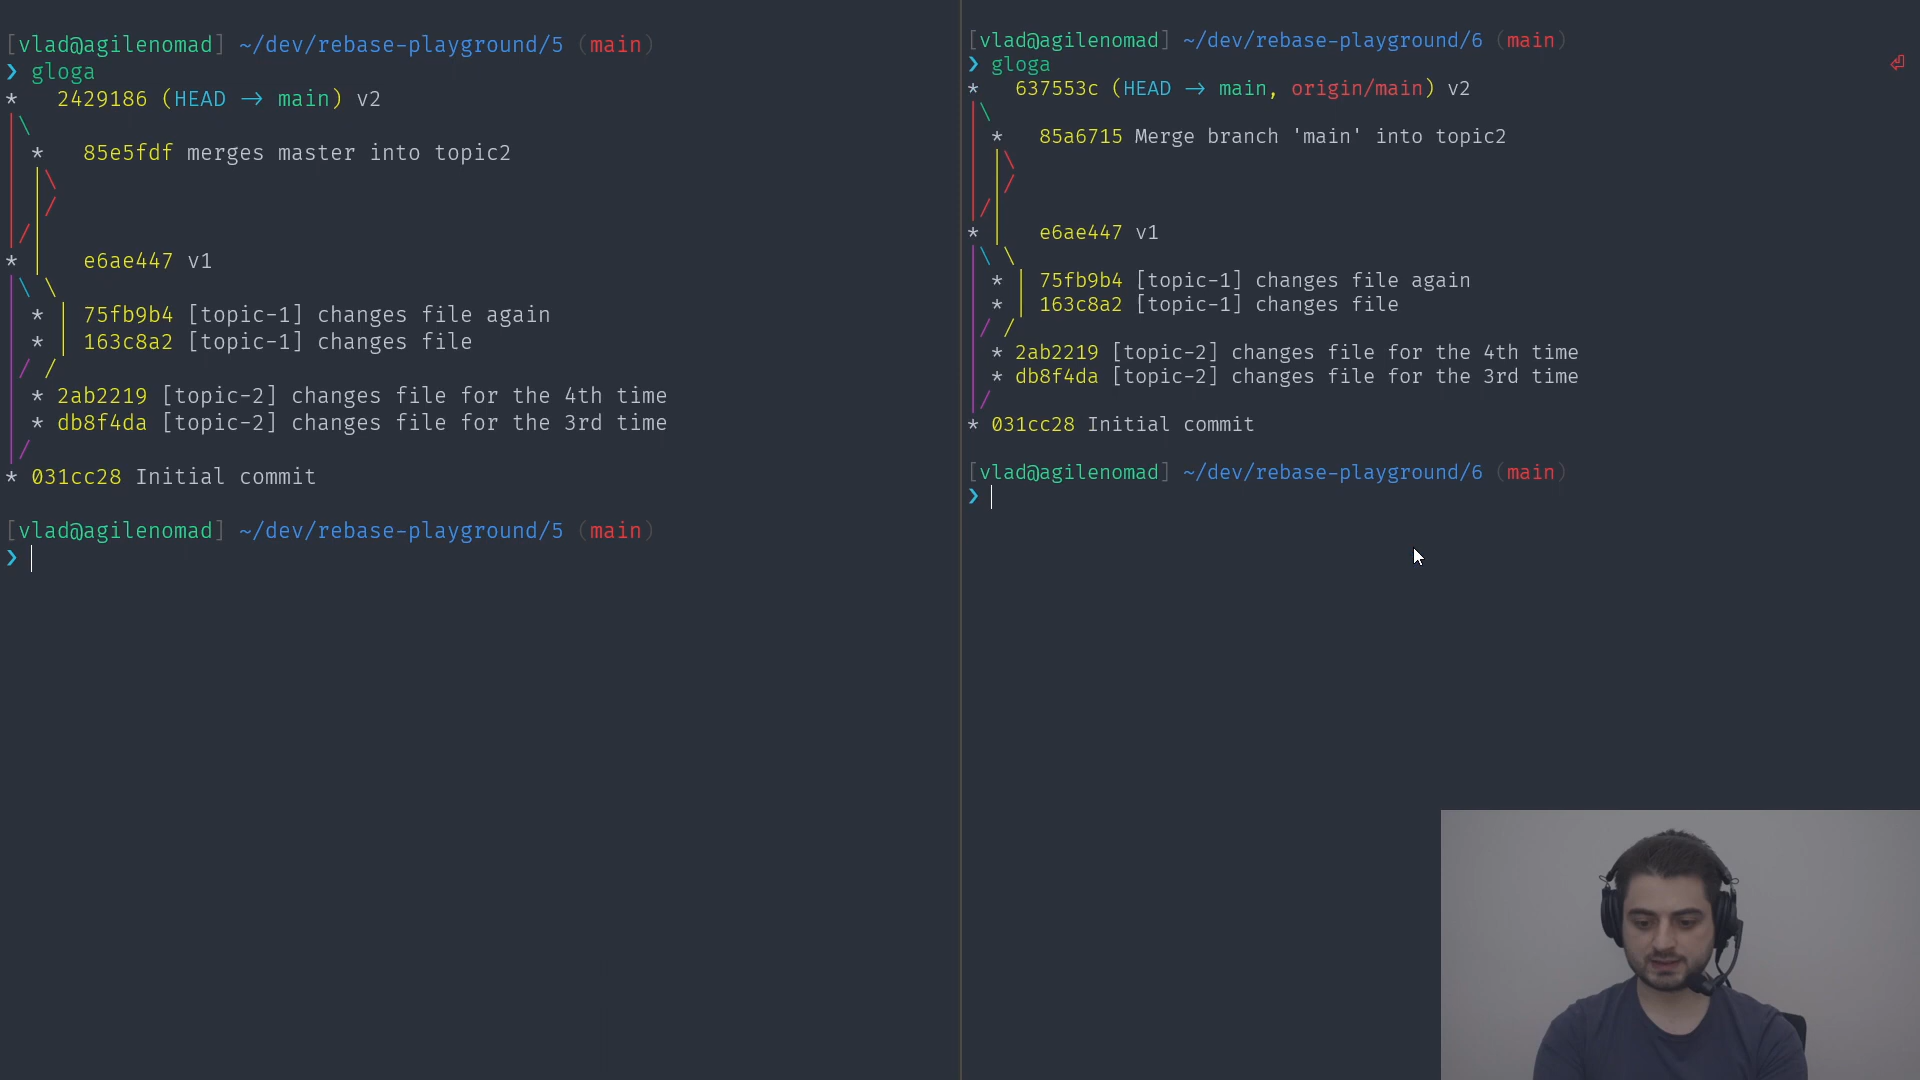 [vlad@agilenomad] ~/dev/rebase-playground/5 (main)
❯ gloga
*   2429186 (HEAD → main) v2
|\
| *   85e5fdf merges master into topic2
| |\
| |/
|/|
* |   e6ae447 v1
|\ \
| * | 75fb9b4 [topic-1] changes file again
| * | 163c8a2 [topic-1] changes file
|/ /
| * 2ab2219 [topic-2] changes file for the 4th time
| * db8f4da [topic-2] changes file for the 3rd time
|/
* 031cc28 Initial commit
[vlad@agilenomad] ~/dev/rebase-playground/5 (main)
❯
[vlad@agilenomad] ~/dev/rebase-playground/6 (main)
❯ gloga
*   637553c (HEAD → main, origin/main) v2
|\
| *   85a6715 Merge branch 'main' into topic2
| |\
| |/
|/|
* |   e6ae447 v1
|\ \
| * | 75fb9b4 [topic-1] changes file again
| * | 163c8a2 [topic-1] changes file
|/ /
| * 2ab2219 [topic-2] changes file for the 4th time
| * db8f4da [topic-2] changes file for the 3rd time
|/
* 031cc28 Initial commit
[vlad@agilenomad] ~/dev/rebase-playground/6 (main)
❯